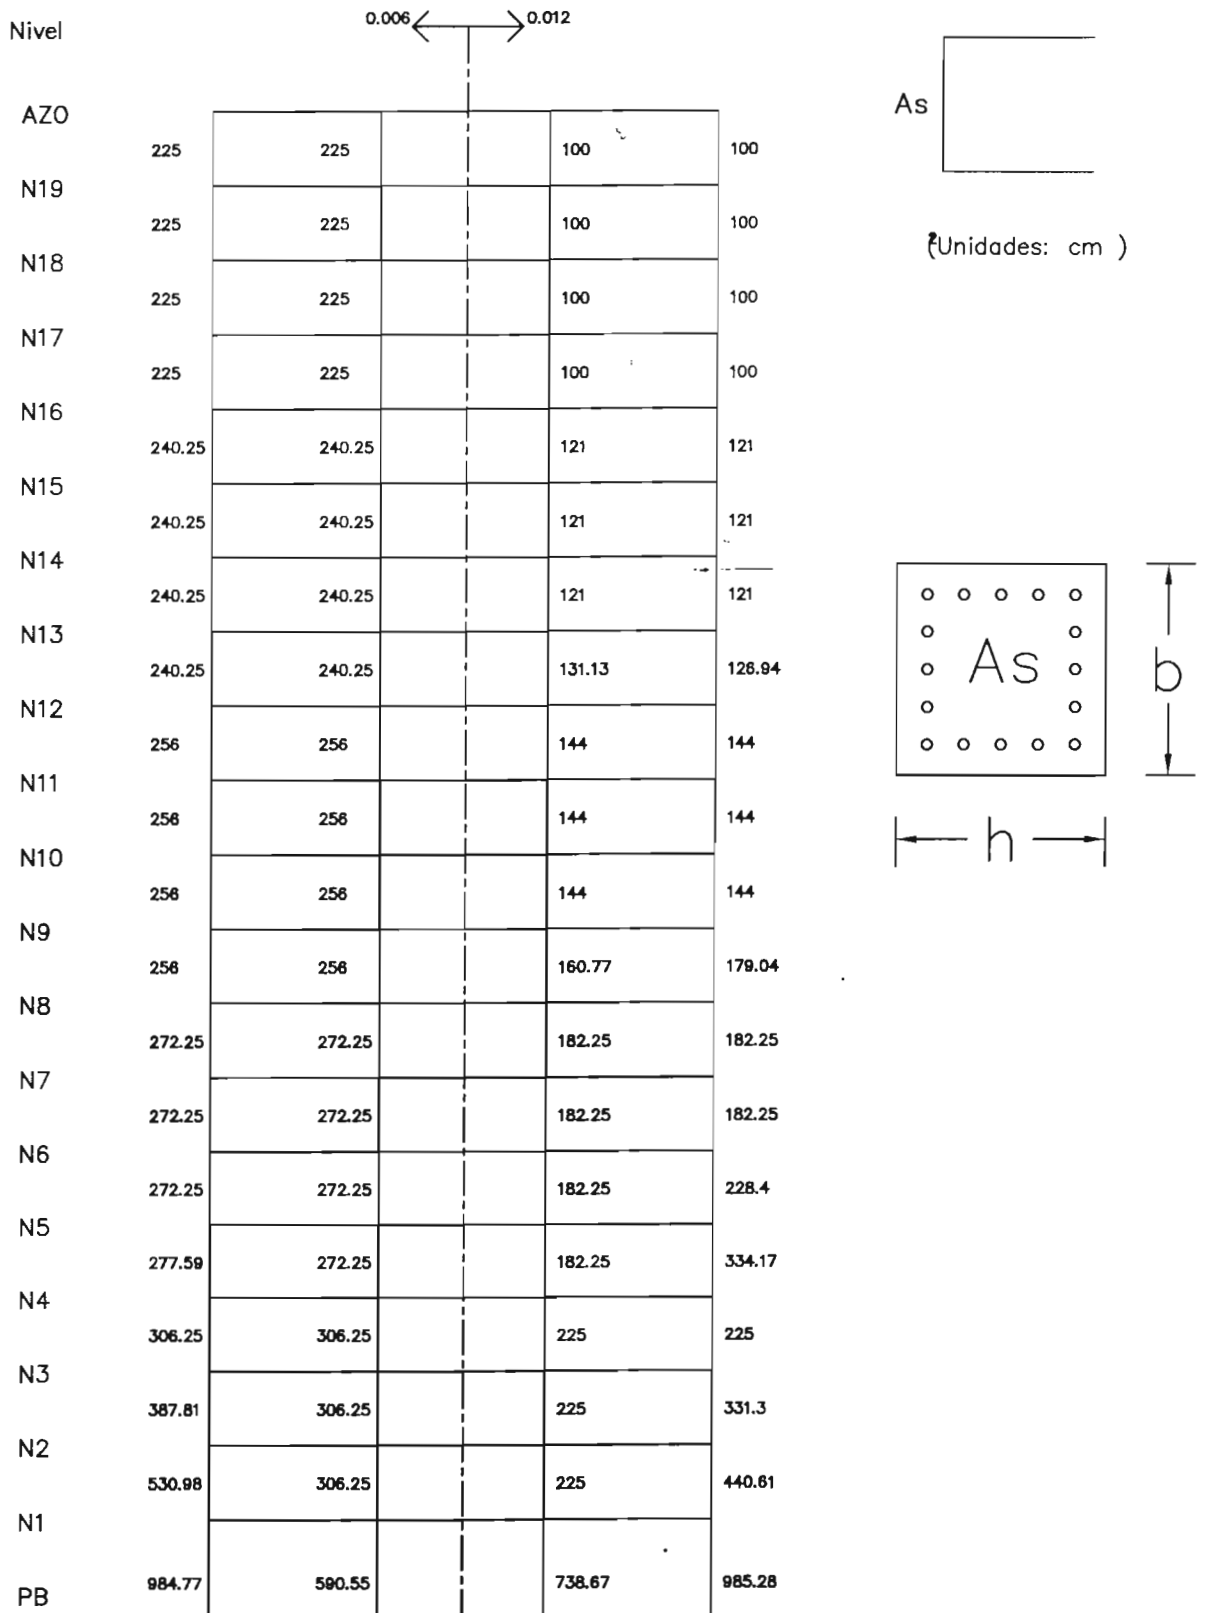 Nivel 0.006 0.012
AZO
225 225 100 100
N19
225 225 100 100
N18
225 225 100 100
N17
225 225 100 100
N16
240.25 240.25 121 121
N15
240.25 240.25 121 121
N14
240.25 240.25 121 121
N13
240.25 240.25 131.13 126.94
N12
256 256 144 144
N11
256 256 144 144
N10
256 256 144 144
N9
256 256 160.77 179.04
N8
272.25 272.25 182.25 182.25
N7
272.25 272.25 182.25 182.25
N6
272.25 272.25 182.25 228.4
N5
277.59 272.25 182.25 334.17
N4
306.25 306.25 225 225
N3
387.81 306.25 225 331.3
N2
530.98 306.25 225 440.61
N1
984.77 590.55 738.67 985.28
PB
As
(²Unidades: cm )
As
b
h